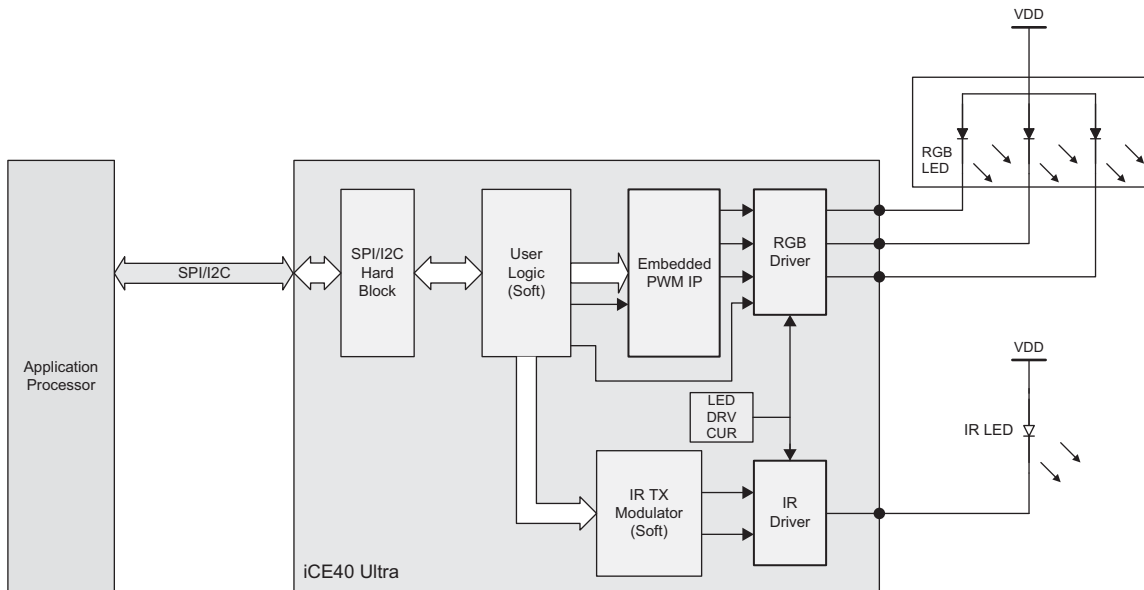 VDD
RGB
LED
SPI/I2C
SPI/I2C
Hard
Block
User
Logic
(Soft)
Embedded
PWM IP
RGB
Driver
Application
Processor
VDD
LED
DRV
CUR
IR LED
IR TX
Modulator
(Soft)
IR
Driver
iCE40 Ultra